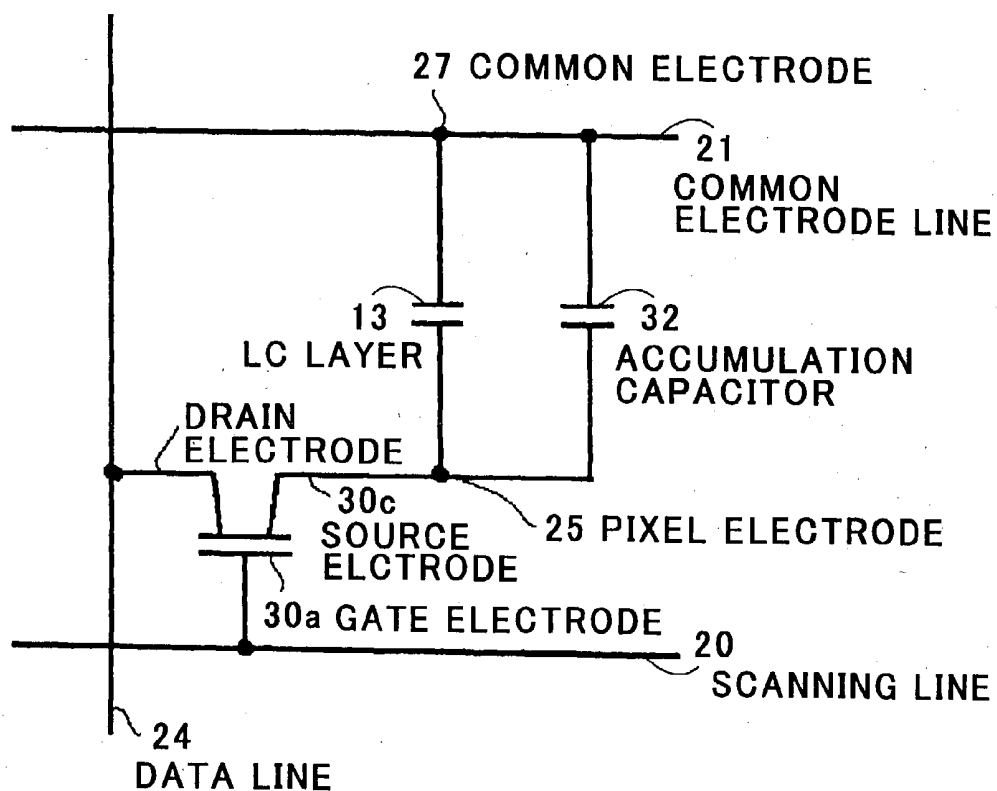 27 COMMON ELECTRODE
21
COMMON
ELECTRODE LINE
13
LC LAYER
32
ACCUMULATION
CAPACITOR
DRAIN
ELECTRODE
30c
SOURCE
ELCTRODE
25 PIXEL ELECTRODE
30a GATE ELECTRODE
20
SCANNING LINE
24
DATA LINE